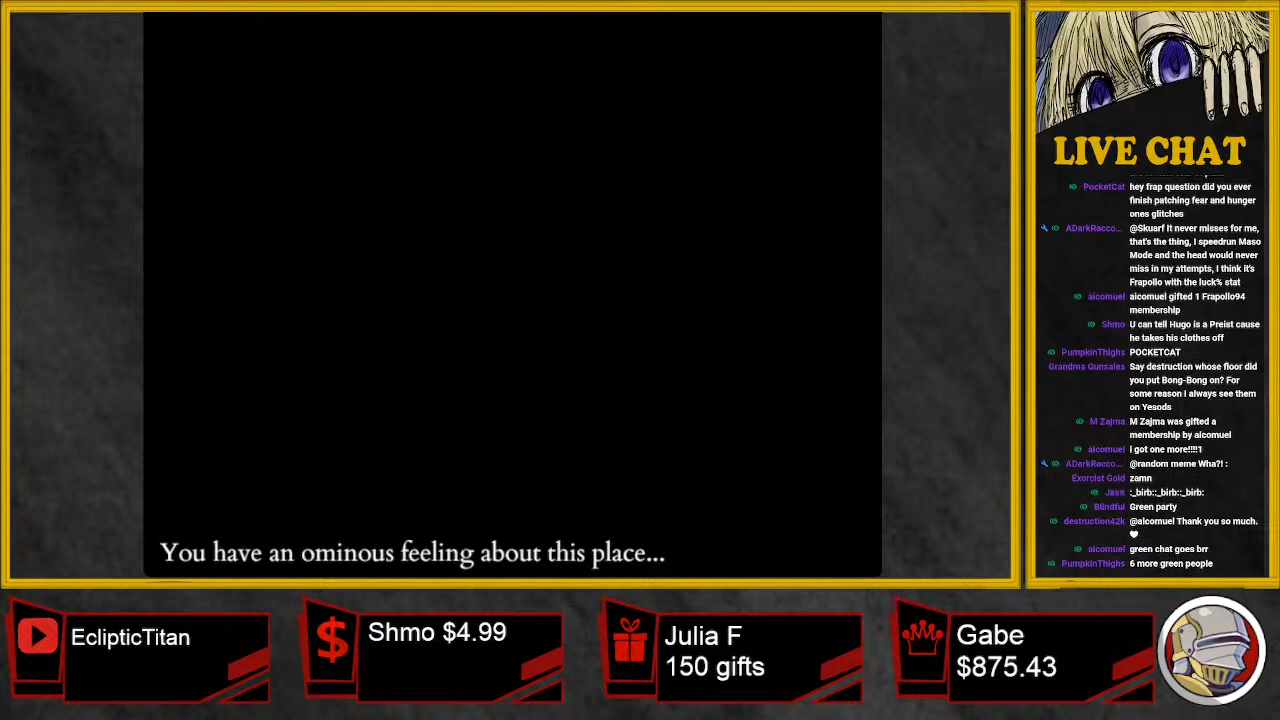 You have an ominous feeling about this place...
LIVE CHAT
PocketCat hey frap question did you ever
finish patching fear and hunger
ones glitches
ADarkRacco... @Skuarf It never misses for me,
that's the thing, I speedrun Maso
Mode and the head would never
miss in my attempts, I think it's
Frapollo with the luck% stat
aicomuel aicomuel gifted 1 Frapollo94
membership
Shmo U can tell Hugo is a Preist cause
he takes his clothes off
PumpkinThighs POCKETCAT
Grandma Gunsales Say destruction whose floor did
you put Bong-Bong on? For
some reason I always see them
on Yesods
M Zajma M Zajma was gifted a
membership by aicomuel
aicomuel I got one more!!!!1
ADarkRacco... @random meme Wha?! :
Exorcist Gold zamn
Jasπ :_birb::_birb::_birb:
Blindful Green party
destruction42k @aicomuel Thank you so much.
aicomuel green chat goes brr
PumpkinThighs 6 more green people
EclipticTitan
$ Shmo $4.99
Julia F
150 gifts
Gabe
$875.43